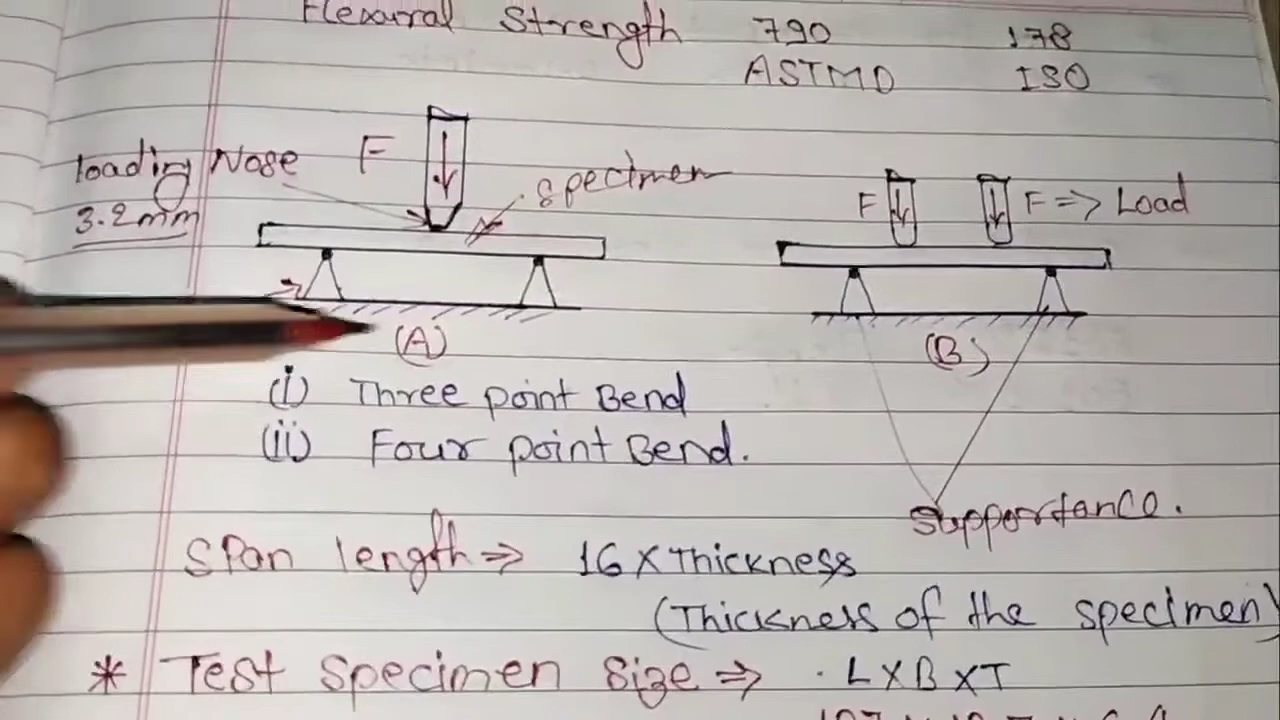 Flexural Strength 790 178
ASTMD ISO
loading Nose F specimen
3.2mm F F => Load
(A) (B)
(i) Three point Bend
(ii) Four point Bend.
Supportance.
Span length => 16 X Thickness
(Thickness of the specimen)
* Test specimen size => . L X B X T